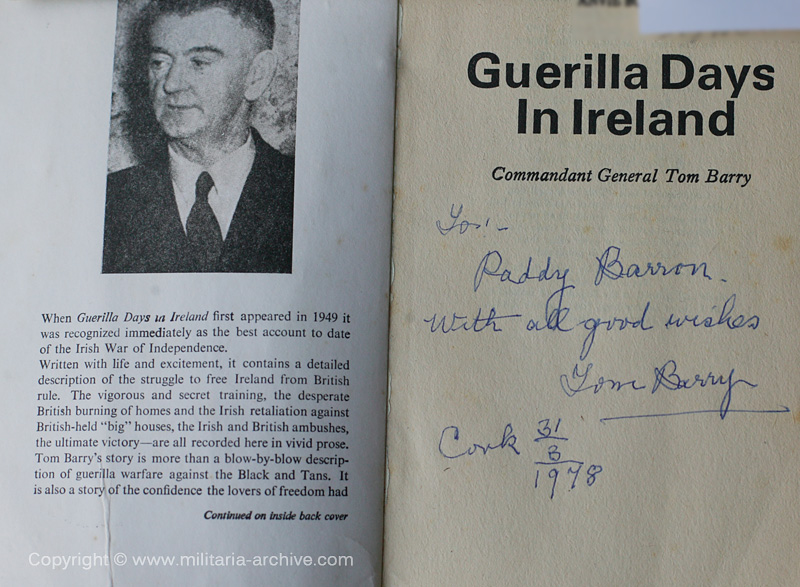 When Guerilla Days in Ireland first appeared in 1949 it
was recognized immediately as the best account to date
of the Irish War of Independence.
Written with life and excitement, it contains a detailed
description of the struggle to free Ireland from British
rule. The vigorous and secret training, the desperate
British burning of homes and the Irish retaliation against
British-held "big" houses, the Irish and British ambushes,
the ultimate victory—are all recorded here in vivid prose.
Tom Barry's story is more than a blow-by-blow descrip-
tion of guerilla warfare against the Black and Tans. It
is also a story of the confidence the lovers of freedom had
Continued on inside back cover
Copyright © www.militaria-archive.com
Guerilla Days
In Ireland
Commandant General Tom Barry
To:-
Paddy Barron.
With all good wishes
Tom Barry
Cork 31
3
1978